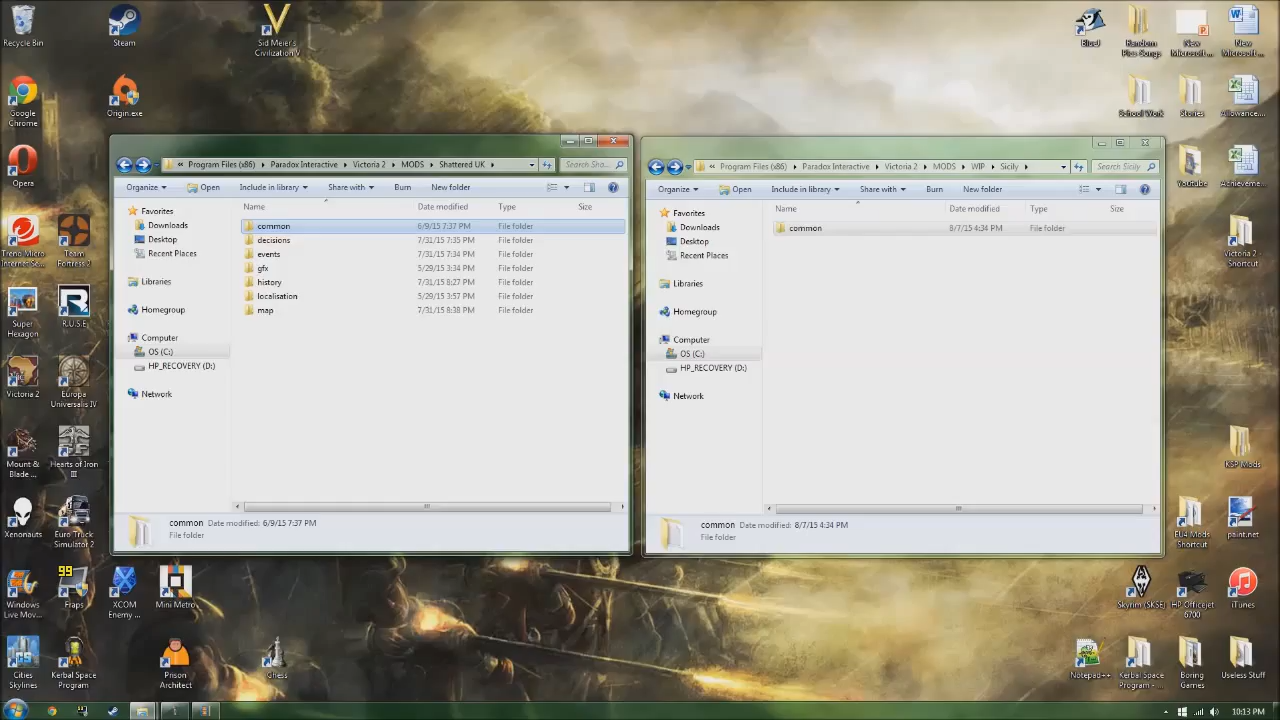 Recycle Bin
Steam
Sid Meier's
Civilization V
BlueJ
Random
Pics Songs
New
Microsoft...
New
Microsoft...
Google
Chrome
Origin.exe
School Work
Stories
Allowance...
Opera
Youtube
Achieveme...
Trend Micro
Internet Se...
Team
Fortress 2
Victoria 2 -
Shortcut
Super
Hexagon
R.U.S.E
Victoria 2
Europa
Universalis IV
Mount &
Blade ...
Hearts of Iron
III
KSP Mods
Xenonauts
Euro Truck
Simulator 2
EU4 Mods
Shortcut
paint.net
99
Windows
Live Mov...
Fraps
XCOM
Enemy ...
Mini Metro
Skyrim (SKSE)
HP Officejet
6700
iTunes
Cities
Skylines
Kerbal Space
Program
Prison
Architect
Chess
Notepad++
Kerbal Space
Program - ...
Boring
Games
Useless Stuff
« Program Files (x86) Paradox Interactive Victoria 2 MODS Shattered UK
Search Sha...
Organize Open Include in library Share with Burn New folder
Favorites
Downloads
Desktop
Recent Places
Libraries
Homegroup
Computer
OS (C:)
HP_RECOVERY (D:)
Network
Name Date modified Type Size
common 6/9/15 7:37 PM File folder
decisions 7/31/15 7:35 PM File folder
events 7/31/15 7:34 PM File folder
gfx 5/29/15 3:34 PM File folder
history 7/31/15 8:27 PM File folder
localisation 5/29/15 3:57 PM File folder
map 7/31/15 8:38 PM File folder
common Date modified: 6/9/15 7:37 PM
File folder
« Program Files (x86) Paradox Interactive Victoria 2 MODS WIP Sicily
Search Sicily
Organize Open Include in library Share with Burn New folder
Favorites
Downloads
Desktop
Recent Places
Libraries
Homegroup
Computer
OS (C:)
HP_RECOVERY (D:)
Network
Name Date modified Type Size
common 8/7/15 4:34 PM File folder
common Date modified: 8/7/15 4:34 PM
File folder
10:13 PM